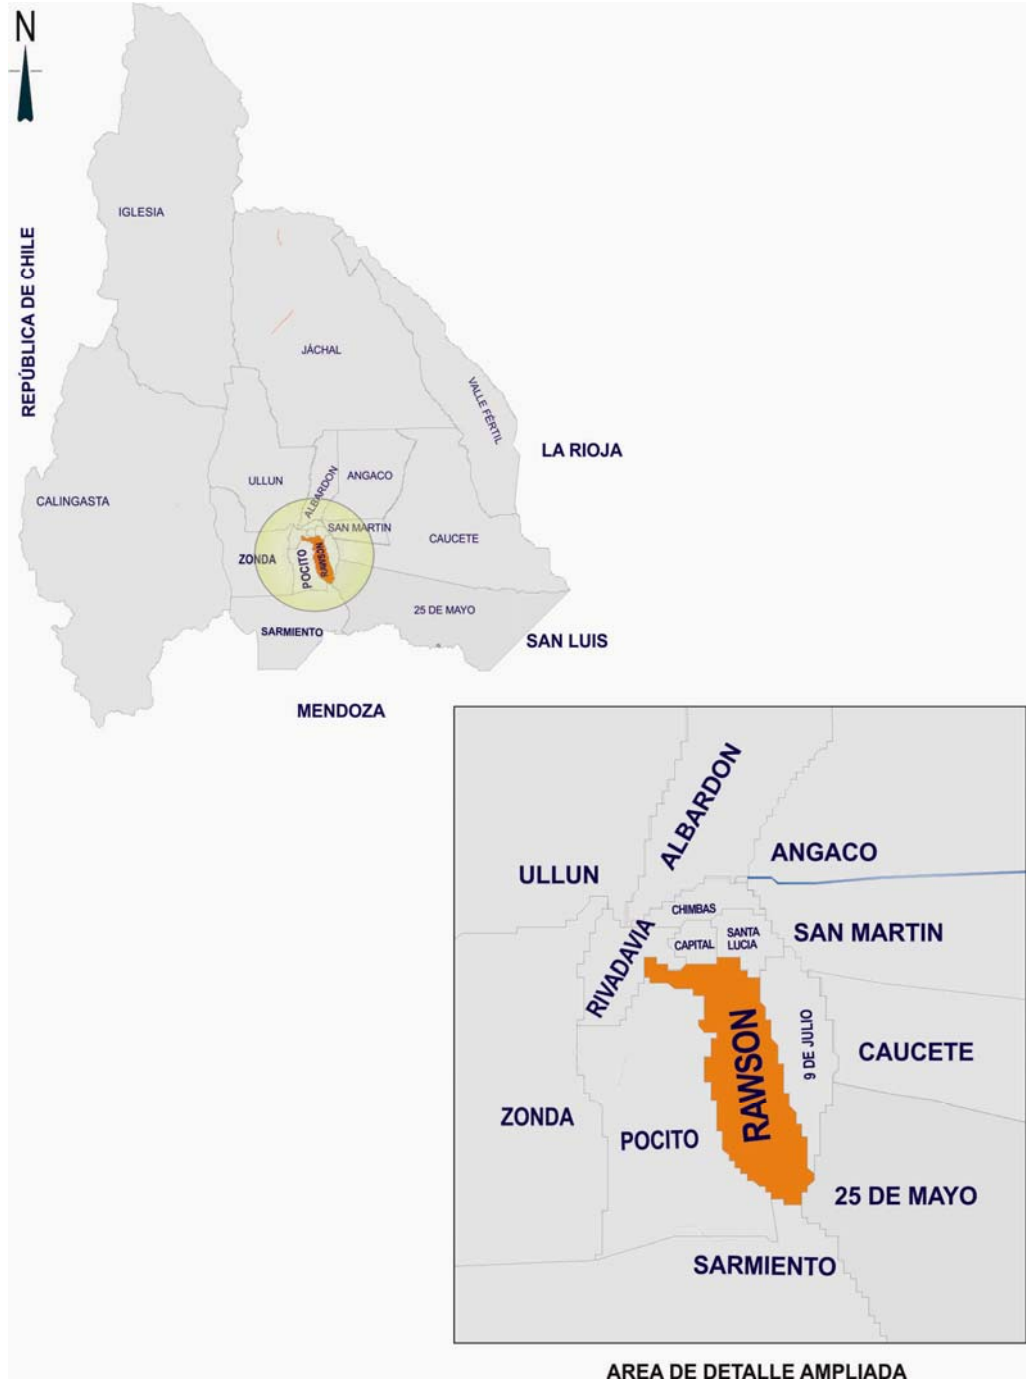 N
IGLESIA
REPÚBLICA DE CHILE
JÁCHAL
VALLE FÉRTIL
LA RIOJA
ULLUN
ALBARDON
ANGACO
CALINGASTA
SAN MARTIN
CAUCETE
ZONDA
POCITO
RAWSON
25 DE MAYO
SARMIENTO
SAN LUIS
MENDOZA
ALBARDON
ANGACO
ULLUN
CHIMBAS
SAN MARTIN
RIVADAVIA
CAPITAL
SANTA
LUCIA
RAWSON
9 DE JULIO
CAUCETE
ZONDA
POCITO
25 DE MAYO
SARMIENTO
AREA DE DETALLE AMPLIADA